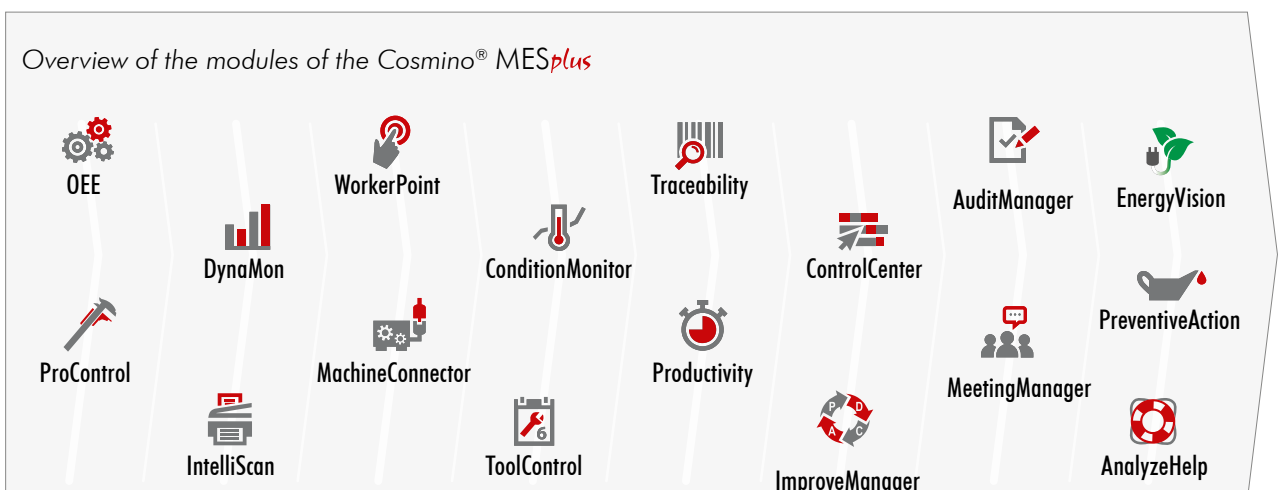 Overview of the modules of the Cosmino® MESplus
OEE
WorkerPoint
Traceability
AuditManager
EnergyVision
DynaMon
ConditionMonitor
ControlCenter
PreventiveAction
ProControl
MachineConnector
Productivity
MeetingManager
P
D
A
C
6
IntelliScan
ToolControl
ImproveManager
AnalyzeHelp